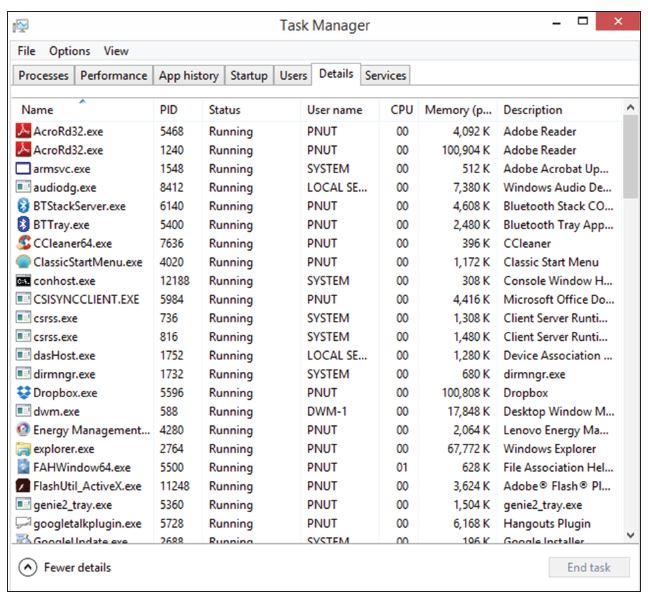 Task Manager
File Options View
Processes Performance App history Startup Users Details Services
Name PID Status User name CPU Memory (p... Description
AcroRd32.exe 5468 Running PNUT 00 4,092 K Adobe Reader
AcroRd32.exe 1240 Running PNUT 00 100,904 K Adobe Reader
armsvc.exe 1548 Running SYSTEM 00 512 K Adobe Acrobat Up...
audiodg.exe 8412 Running LOCAL SE... 00 7,380 K Windows Audio De...
BTStackServer.exe 6140 Running PNUT 00 4,608 K Bluetooth Stack CO...
BTTray.exe 5400 Running PNUT 00 2,480 K Bluetooth Tray App...
CCleaner64.exe 7636 Running PNUT 00 396 K CCleaner
ClassicStartMenu.exe 4020 Running PNUT 00 1,172 K Classic Start Menu
conhost.exe 12188 Running SYSTEM 00 308 K Console Window H...
CSISYNCCLIENT.EXE 5984 Running PNUT 00 4,416 K Microsoft Office Do...
csrss.exe 736 Running SYSTEM 00 1,308 K Client Server Runti...
csrss.exe 816 Running SYSTEM 00 1,480 K Client Server Runti...
dasHost.exe 1752 Running LOCAL SE... 00 1,280 K Device Association ...
dirmngr.exe 1732 Running SYSTEM 00 680 K dirmngr.exe
Dropbox.exe 5596 Running PNUT 00 100,808 K Dropbox
dwm.exe 588 Running DWM-1 00 17,848 K Desktop Window M...
Energy Management... 4280 Running PNUT 00 2,064 K Lenovo Energy Ma...
explorer.exe 2764 Running PNUT 00 67,772 K Windows Explorer
FAHWindow64.exe 5500 Running PNUT 01 628 K File Association Hel...
FlashUtil_ActiveX.exe 11248 Running PNUT 00 3,624 K Adobe® Flash® Pl...
genie2_tray.exe 5360 Running PNUT 00 1,504 K genie2_tray.exe
googletalkplugin.exe 5728 Running PNUT 00 6,168 K Hangouts Plugin
GoogleUpdate.exe 2688 Running SYSTEM 00 196 K Google Installer
Fewer details End task